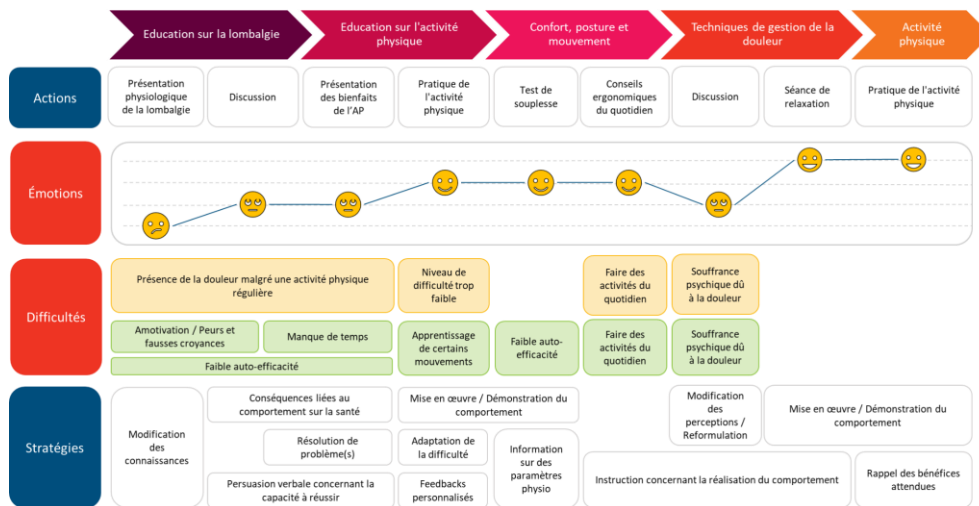 Education sur la lombalgie
Education sur l'activité
physique
Confort, posture et
mouvement
Techniques de gestion de la
douleur
Activité
physique
Actions
Présentation
physiologique
de la lombalgie
Discussion
Présentation
des bienfaits
de l'AP
Pratique de
l'activité
physique
Test de
souplesse
Conseils
ergonomiques
du quotidien
Discussion
Séance de
relaxation
Pratique de l'activité
physique
Émotions
Difficultés
Présence de la douleur malgré une activité physique
régulière
Niveau de
difficulté trop
faible
Faire des
activités du
quotidien
Souffrance
psychique dû
à la douleur
Amotivation / Peurs et
fausses croyances
Manque de temps
Faible auto-efficacité
Apprentissage
de certains
mouvements
Faible auto-
efficacité
Faire des
activités du
quotidien
Souffrance
psychique dû
à la douleur
Stratégies
Modification
des
connaissances
Conséquences liées au
comportement sur la santé
Résolution de
problème(s)
Persuasion verbale concernant la
capacité à réussir
Mise en œuvre / Démonstration du
comportement
Adaptation de
la difficulté
Feedbacks
personnalisés
Information
sur des
paramètres
physio
Modification
des
perceptions /
Reformulation
Mise en œuvre / Démonstration du
comportement
Instruction concernant la réalisation du comportement
Rappel des bénéfices
attendues